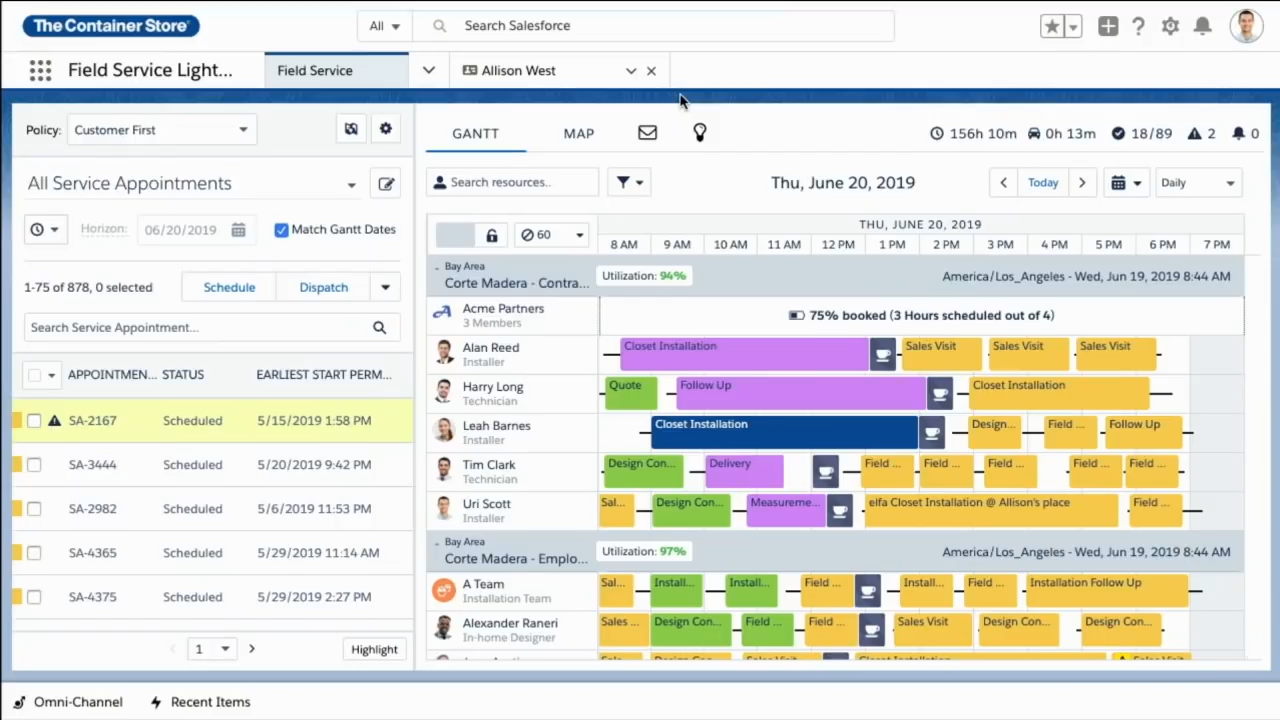 The Container Store
All
Search Salesforce
Field Service Light...
Field Service
Allison West
Policy:
Customer First
All Service Appointments
Horizon:
06/20/2019
Match Gantt Dates
1-75 of 878, 0 selected
Schedule
Dispatch
Search Service Appointment...
APPOINTMEN... STATUS EARLIEST START PERM...
SA-2167 Scheduled 5/15/2019 1:58 PM
SA-3444 Scheduled 5/20/2019 9:42 PM
SA-2982 Scheduled 5/6/2019 11:53 PM
SA-4365 Scheduled 5/29/2019 11:14 AM
SA-4375 Scheduled 5/29/2019 2:27 PM
1
Highlight
GANTT
MAP
156h 10m
0h 13m
18/89
2
0
Search resources..
Thu, June 20, 2019
Today
Daily
60
THU, JUNE 20, 2019
8 AM 9 AM 10 AM 11 AM 12 PM 1 PM 2 PM 3 PM 4 PM 5 PM 6 PM 7 PM
Bay Area
Corte Madera - Contra...
Utilization: 94%
America/Los_Angeles - Wed, Jun 19, 2019 8:44 AM
Acme Partners
3 Members
75% booked (3 Hours scheduled out of 4)
Alan Reed
Installer
Closet Installation Sales Visit Sales Visit Sales Visit
Harry Long
Technician
Quote Follow Up Closet Installation
Leah Barnes
Installer
Closet Installation Design... Field ... Follow Up
Tim Clark
Technician
Design Con... Delivery Field ... Field ... Field ... Field ... Field ...
Uri Scott
Installer
Sal... Design Con... Measureme... elfa Closet Installation @ Allison's place Field ...
Bay Area
Corte Madera - Emplo...
Utilization: 97%
America/Los_Angeles - Wed, Jun 19, 2019 8:44 AM
A Team
Installation Team
Sal... Install... Install... Field ... Install... Field ... Installation Follow Up
Alexander Raneri
In-home Designer
Sales ... Design Con... Field ... Field ... Sales Visit Design Con... Design Con...
Omni-Channel
Recent Items